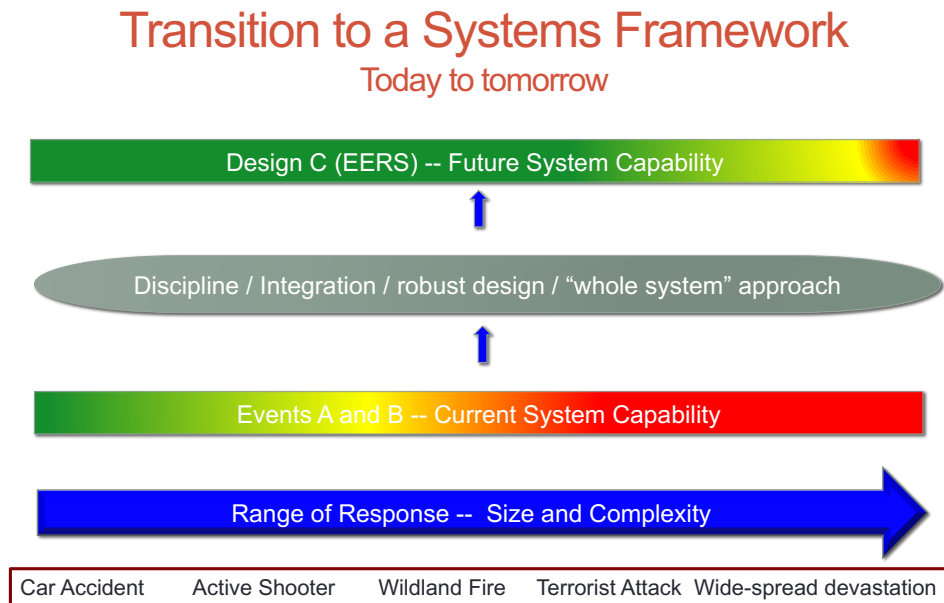 Transition to a Systems Framework
Today to tomorrow
Design C (EERS) -- Future System Capability
Discipline / Integration / robust design / “whole system” approach
Events A and B -- Current System Capability
Range of Response -- Size and Complexity
Car Accident Active Shooter Wildland Fire Terrorist Attack Wide-spread devastation